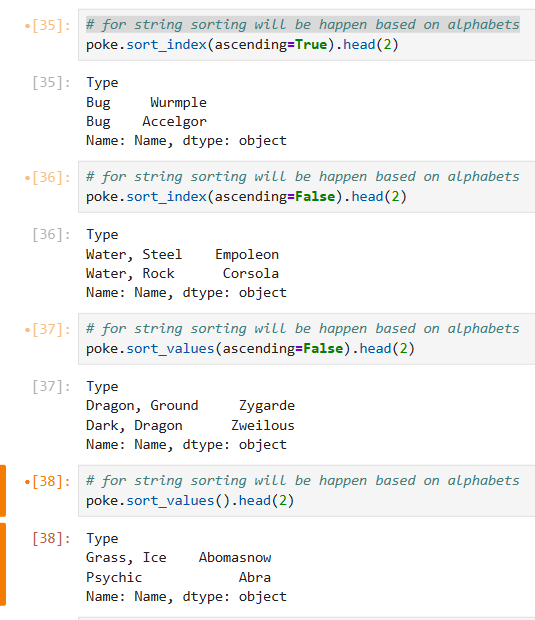 [35]: # for string sorting will be happen based on alphabets
poke.sort_index(ascending=True).head(2)
[35]: Type
Bug     Wurmple
Bug    Accelgor
Name: Name, dtype: object
[36]: # for string sorting will be happen based on alphabets
poke.sort_index(ascending=False).head(2)
[36]: Type
Water, Steel    Empoleon
Water, Rock      Corsola
Name: Name, dtype: object
[37]: # for string sorting will be happen based on alphabets
poke.sort_values(ascending=False).head(2)
[37]: Type
Dragon, Ground     Zygarde
Dark, Dragon      Zweilous
Name: Name, dtype: object
[38]: # for string sorting will be happen based on alphabets
poke.sort_values().head(2)
[38]: Type
Grass, Ice    Abomasnow
Psychic            Abra
Name: Name, dtype: object